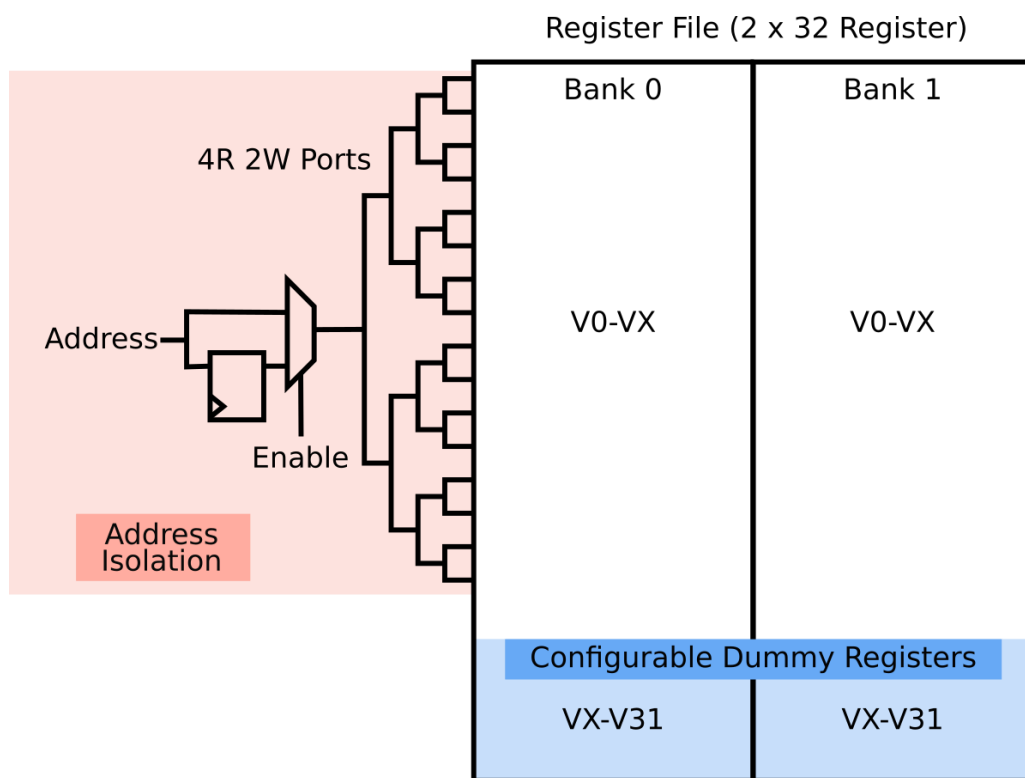 Register File (2 x 32 Register)
Bank 0
Bank 1
4R 2W Ports
V0-VX
V0-VX
Address
Enable
Address
Isolation
Configurable Dummy Registers
VX-V31
VX-V31